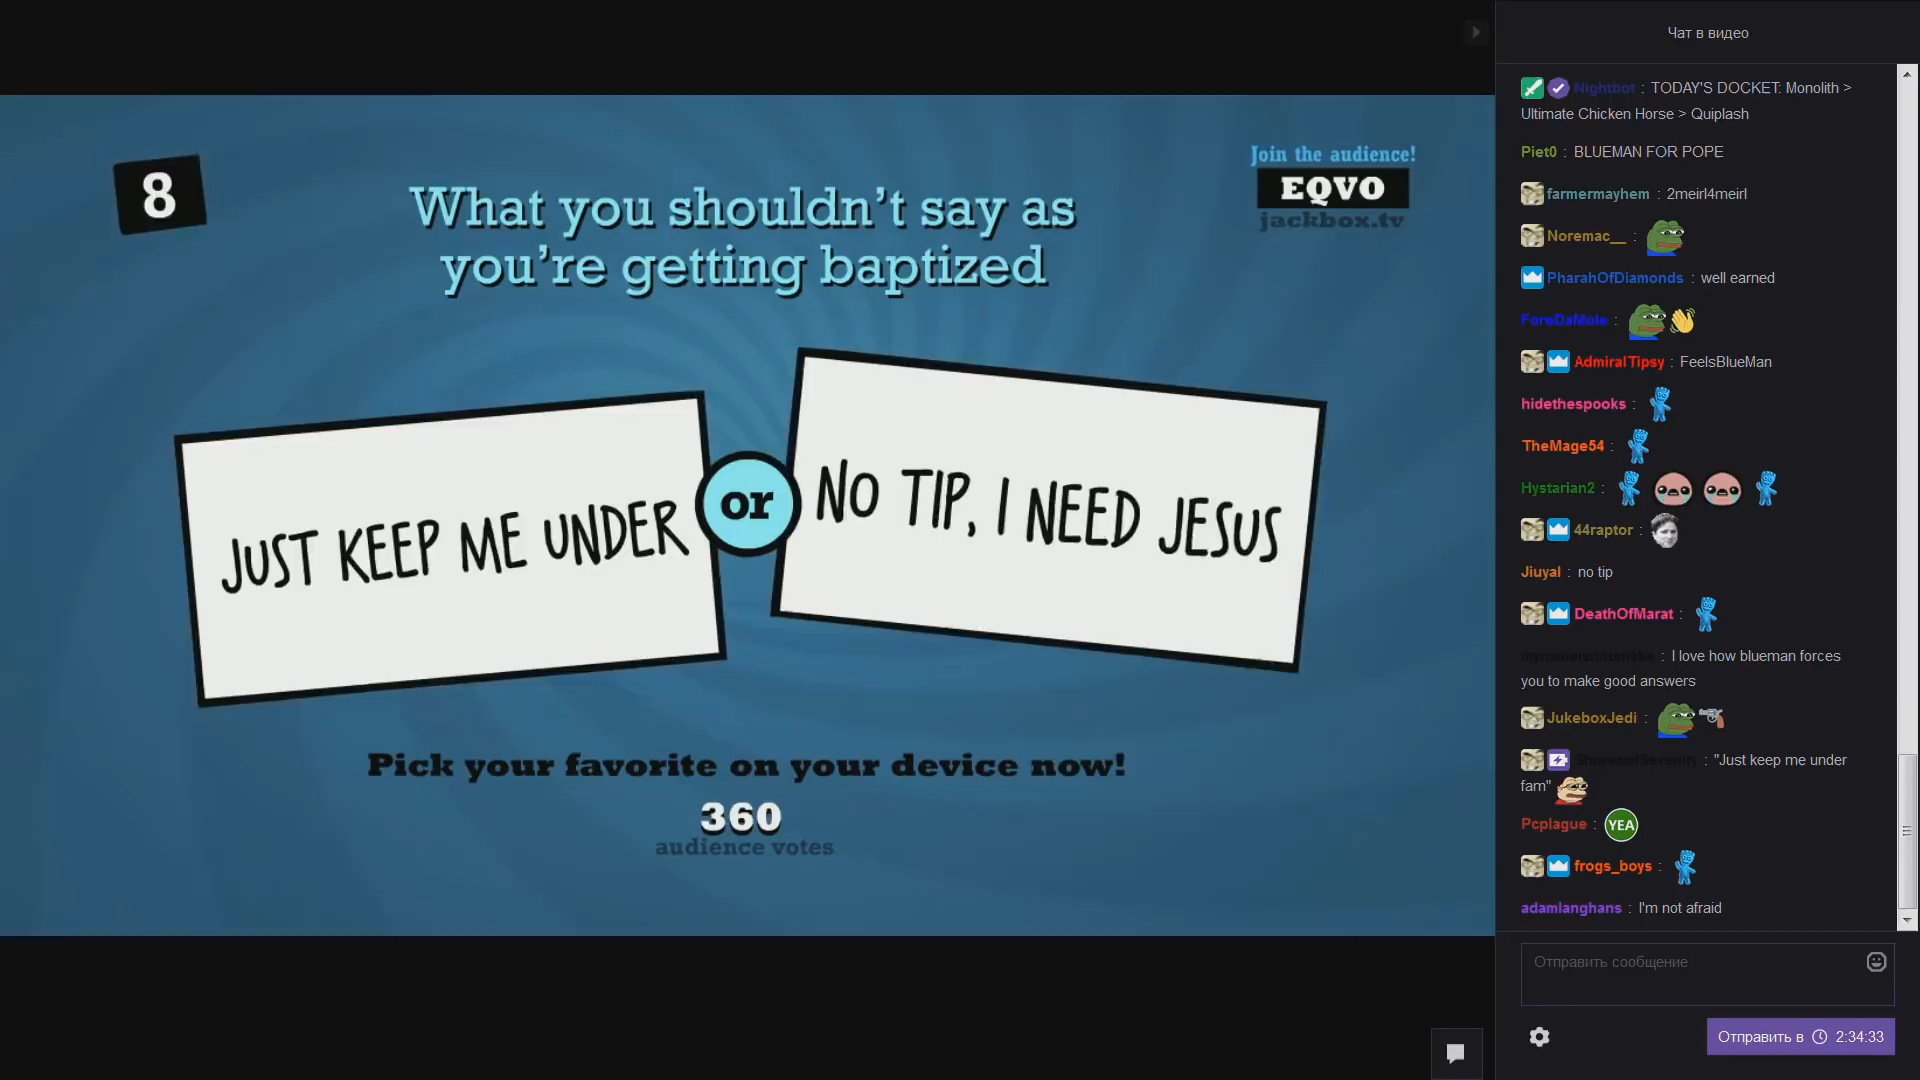 8
What you shouldn't say as
you're getting baptized
Join the audience!
EQVO
jackbox.tv
JUST KEEP ME UNDER
or
NO TIP, I NEED JESUS
Pick your favorite on your device now!
360
audience votes
Чат в видео
Nightbot : TODAY'S DOCKET: Monolith >
Ultimate Chicken Horse > Quiplash
Piet0 : BLUEMAN FOR POPE
farmermayhem : 2meirl4meirl
Noremac__ :
PharahOfDiamonds : well earned
ForeDaMole :
AdmiralTipsy : FeelsBlueMan
hidethespooks :
TheMage54 :
Hystarian2 :
44raptor :
Jiuyal : no tip
DeathOfMarat :
: I love how blueman forces
you to make good answers
JukeboxJedi :
ShoresofSerenity : "Just keep me under
fam"
Pcplague : YEA
frogs_boys :
adamlanghans : I'm not afraid
Отправить сообщение
Отправить в 2:34:33